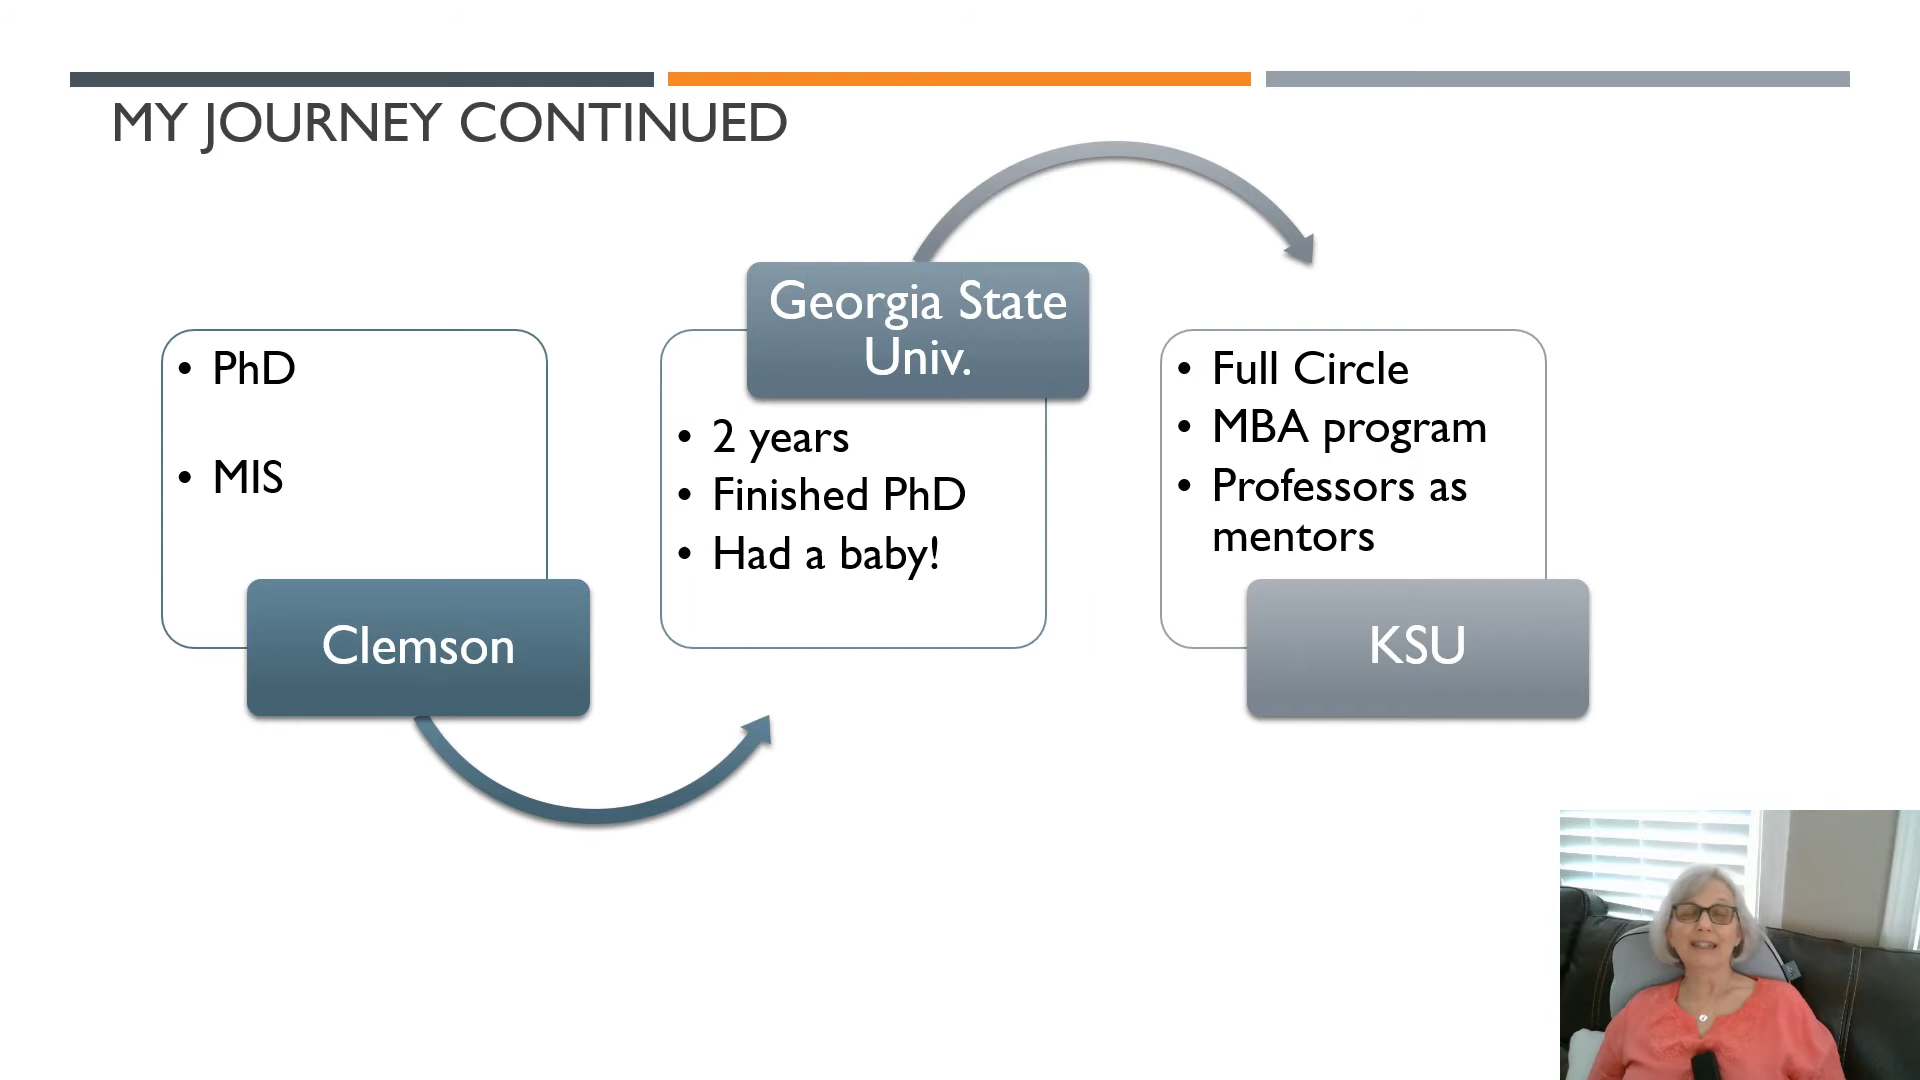 MY JOURNEY CONTINUED
• PhD
• MIS
Clemson
Georgia State
Univ.
• 2 years
• Finished PhD
• Had a baby!
• Full Circle
• MBA program
• Professors as
mentors
KSU